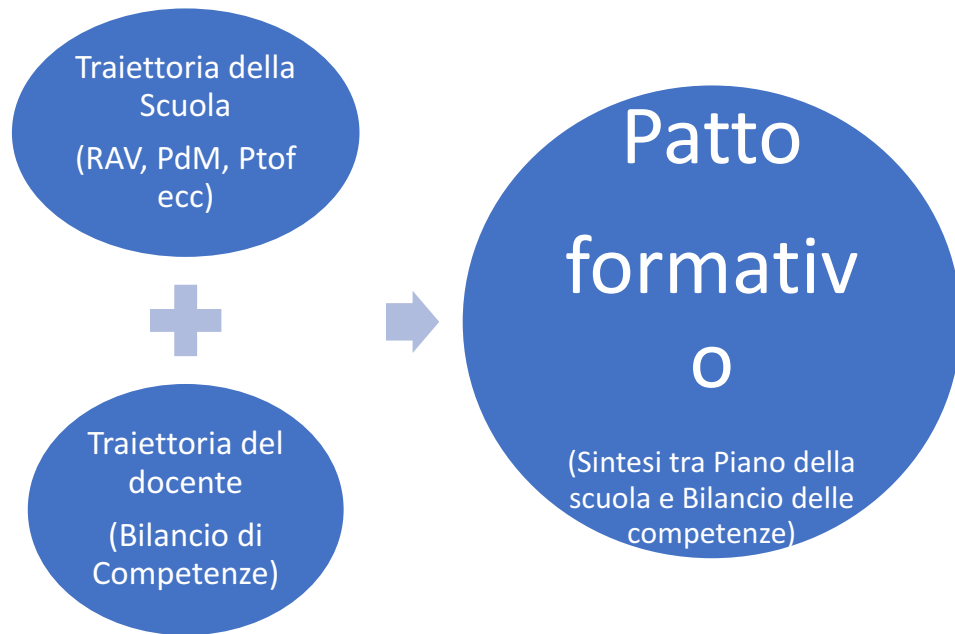 Traiettoria della
Scuola
(RAV, PdM, Ptof
ecc)
Traiettoria del
docente
(Bilancio di
Competenze)
Patto
formativ
o
(Sintesi tra Piano della
scuola e Bilancio delle
competenze)